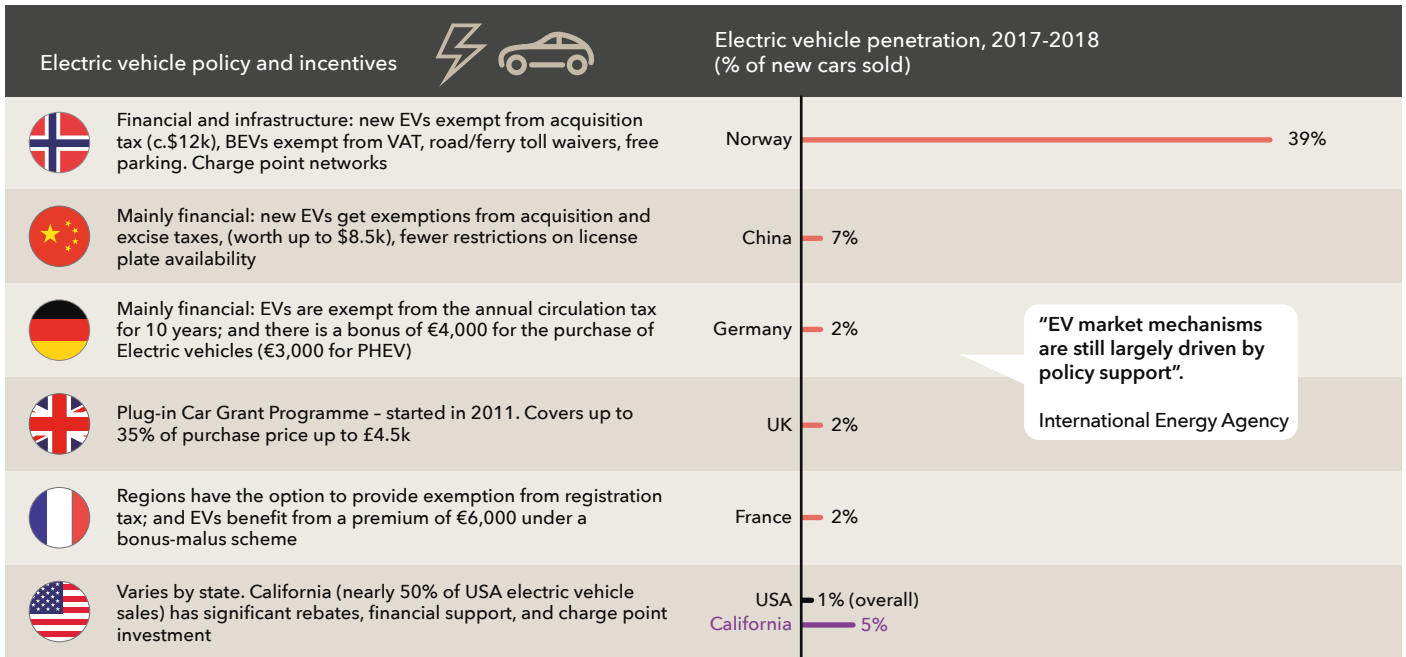 Electric vehicle policy and incentives
Electric vehicle penetration, 2017-2018
(% of new cars sold)
Financial and infrastructure: new EVs exempt from acquisition
tax (c.$12k), BEVs exempt from VAT, road/ferry toll waivers, free
parking. Charge point networks
Norway
39%
Mainly financial: new EVs get exemptions from acquisition and
excise taxes, (worth up to $8.5k), fewer restrictions on license
plate availability
China
7%
Mainly financial: EVs are exempt from the annual circulation tax
for 10 years; and there is a bonus of €4,000 for the purchase of
Electric vehicles (€3,000 for PHEV)
Germany
2%
“EV market mechanisms
are still largely driven by
policy support”.
International Energy Agency
Plug-in Car Grant Programme – started in 2011. Covers up to
35% of purchase price up to £4.5k
UK
2%
Regions have the option to provide exemption from registration
tax; and EVs benefit from a premium of €6,000 under a
bonus-malus scheme
France
2%
Varies by state. California (nearly 50% of USA electric vehicle
sales) has significant rebates, financial support, and charge point
investment
USA
1% (overall)
California
5%